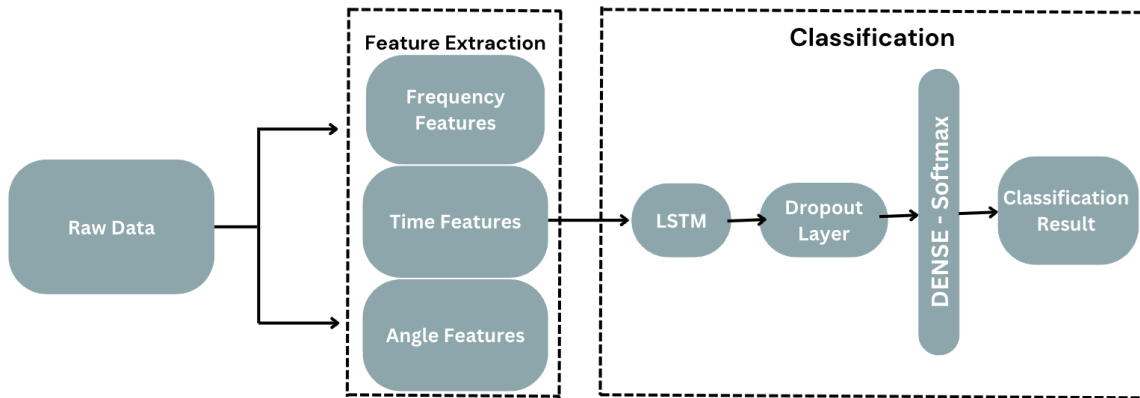 Raw Data
Feature Extraction
Frequency
Features
Time Features
Angle Features
Classification
LSTM
Dropout
Layer
DENSE - Softmax
Classification
Result